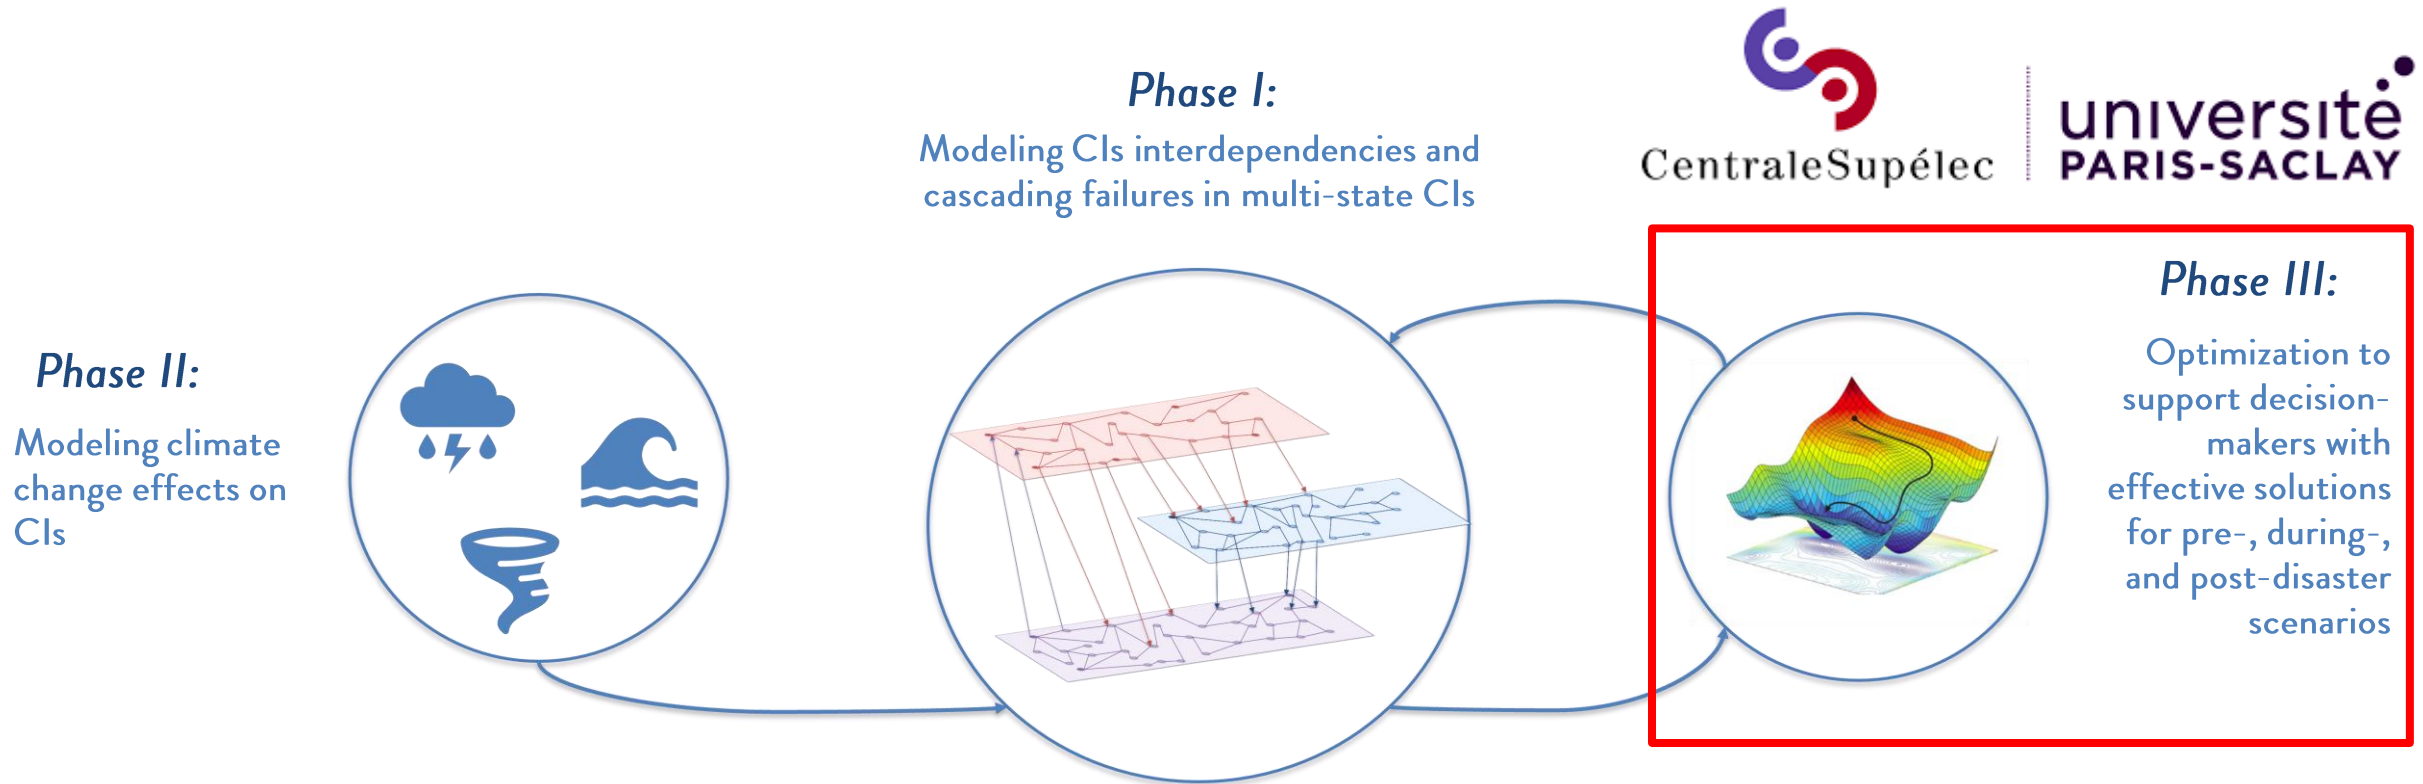 Phase I:
Modeling CIs interdependencies and
cascading failures in multi-state CIs
CentraleSupélec
université
PARIS-SACLAY
Phase II:
Modeling climate
change effects on
CIs
Phase III:
Optimization to
support decision-
makers with
effective solutions
for pre-, during-,
and post-disaster
scenarios